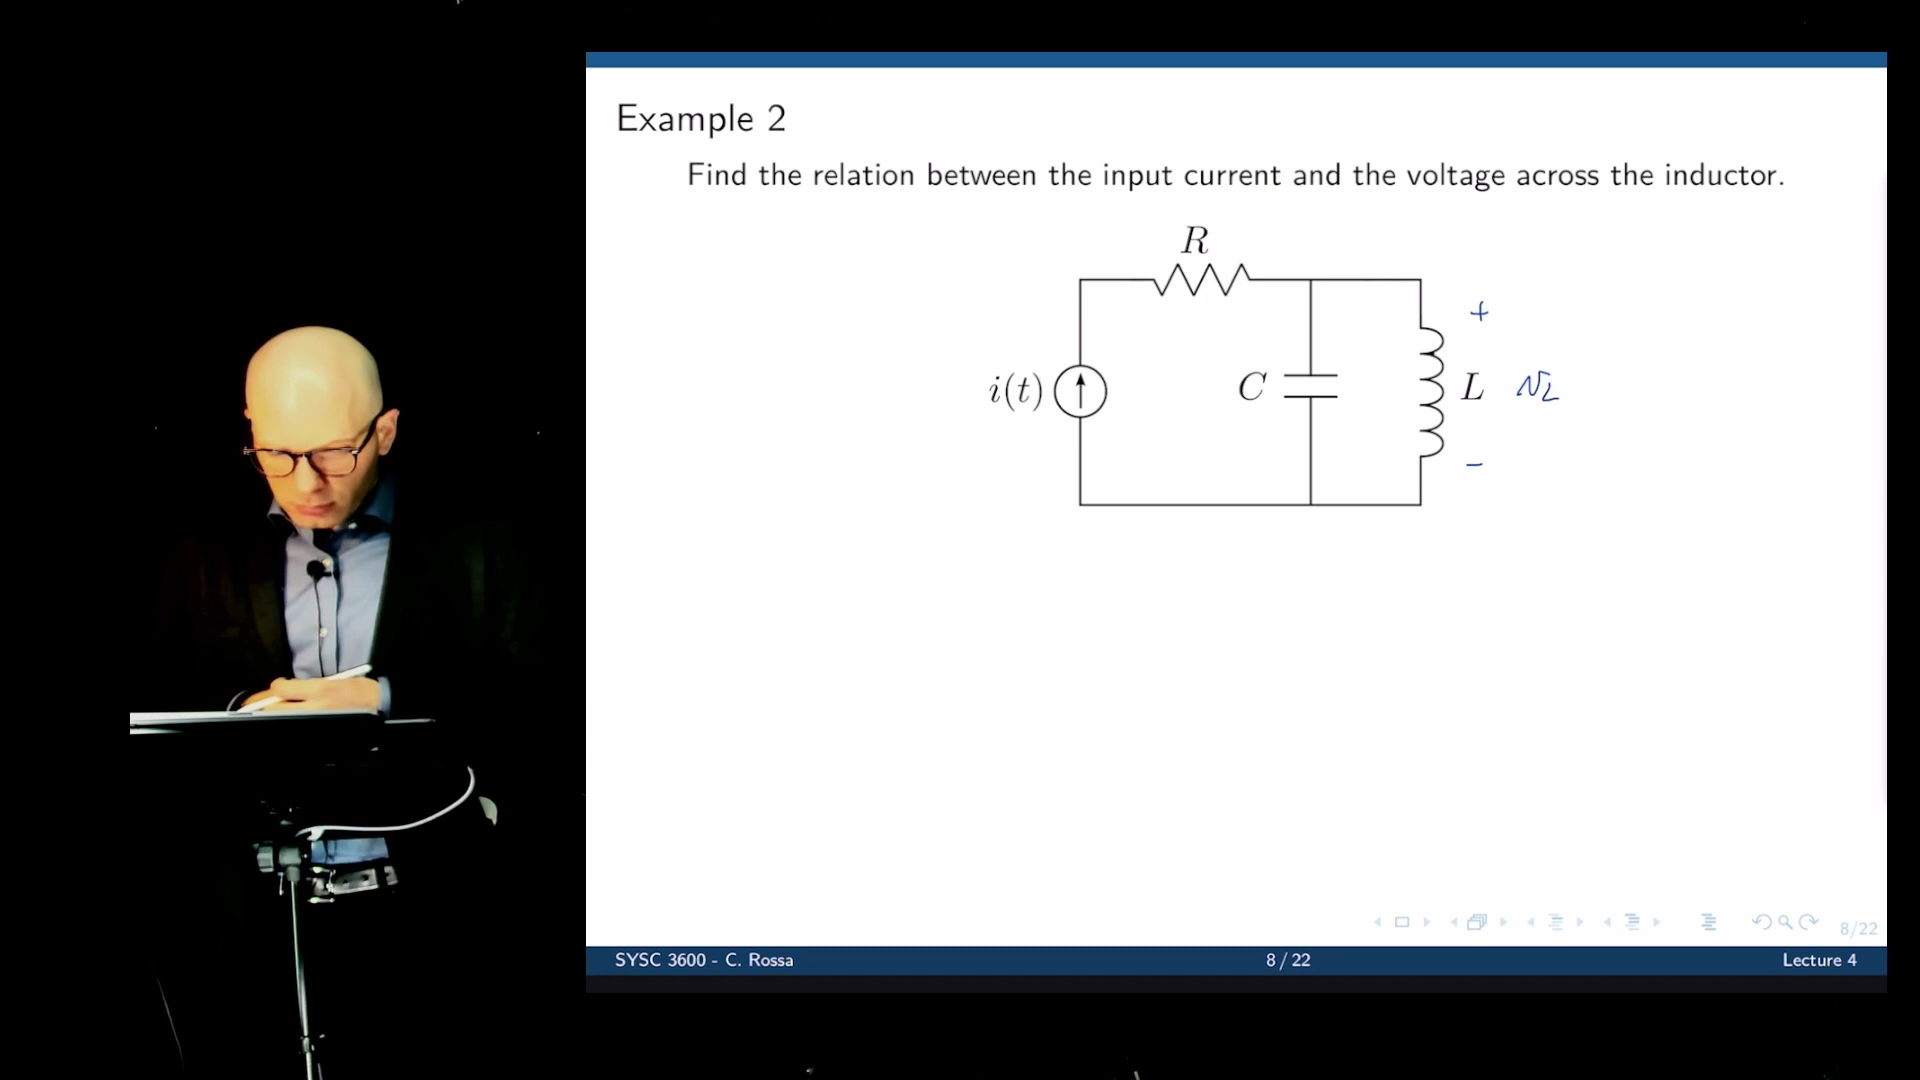 Example 2
Find the relation between the input current and the voltage across the inductor.
R
+
i(t)
C
L
v_L
-
8/22
SYSC 3600 - C. Rossa
8 / 22
Lecture 4